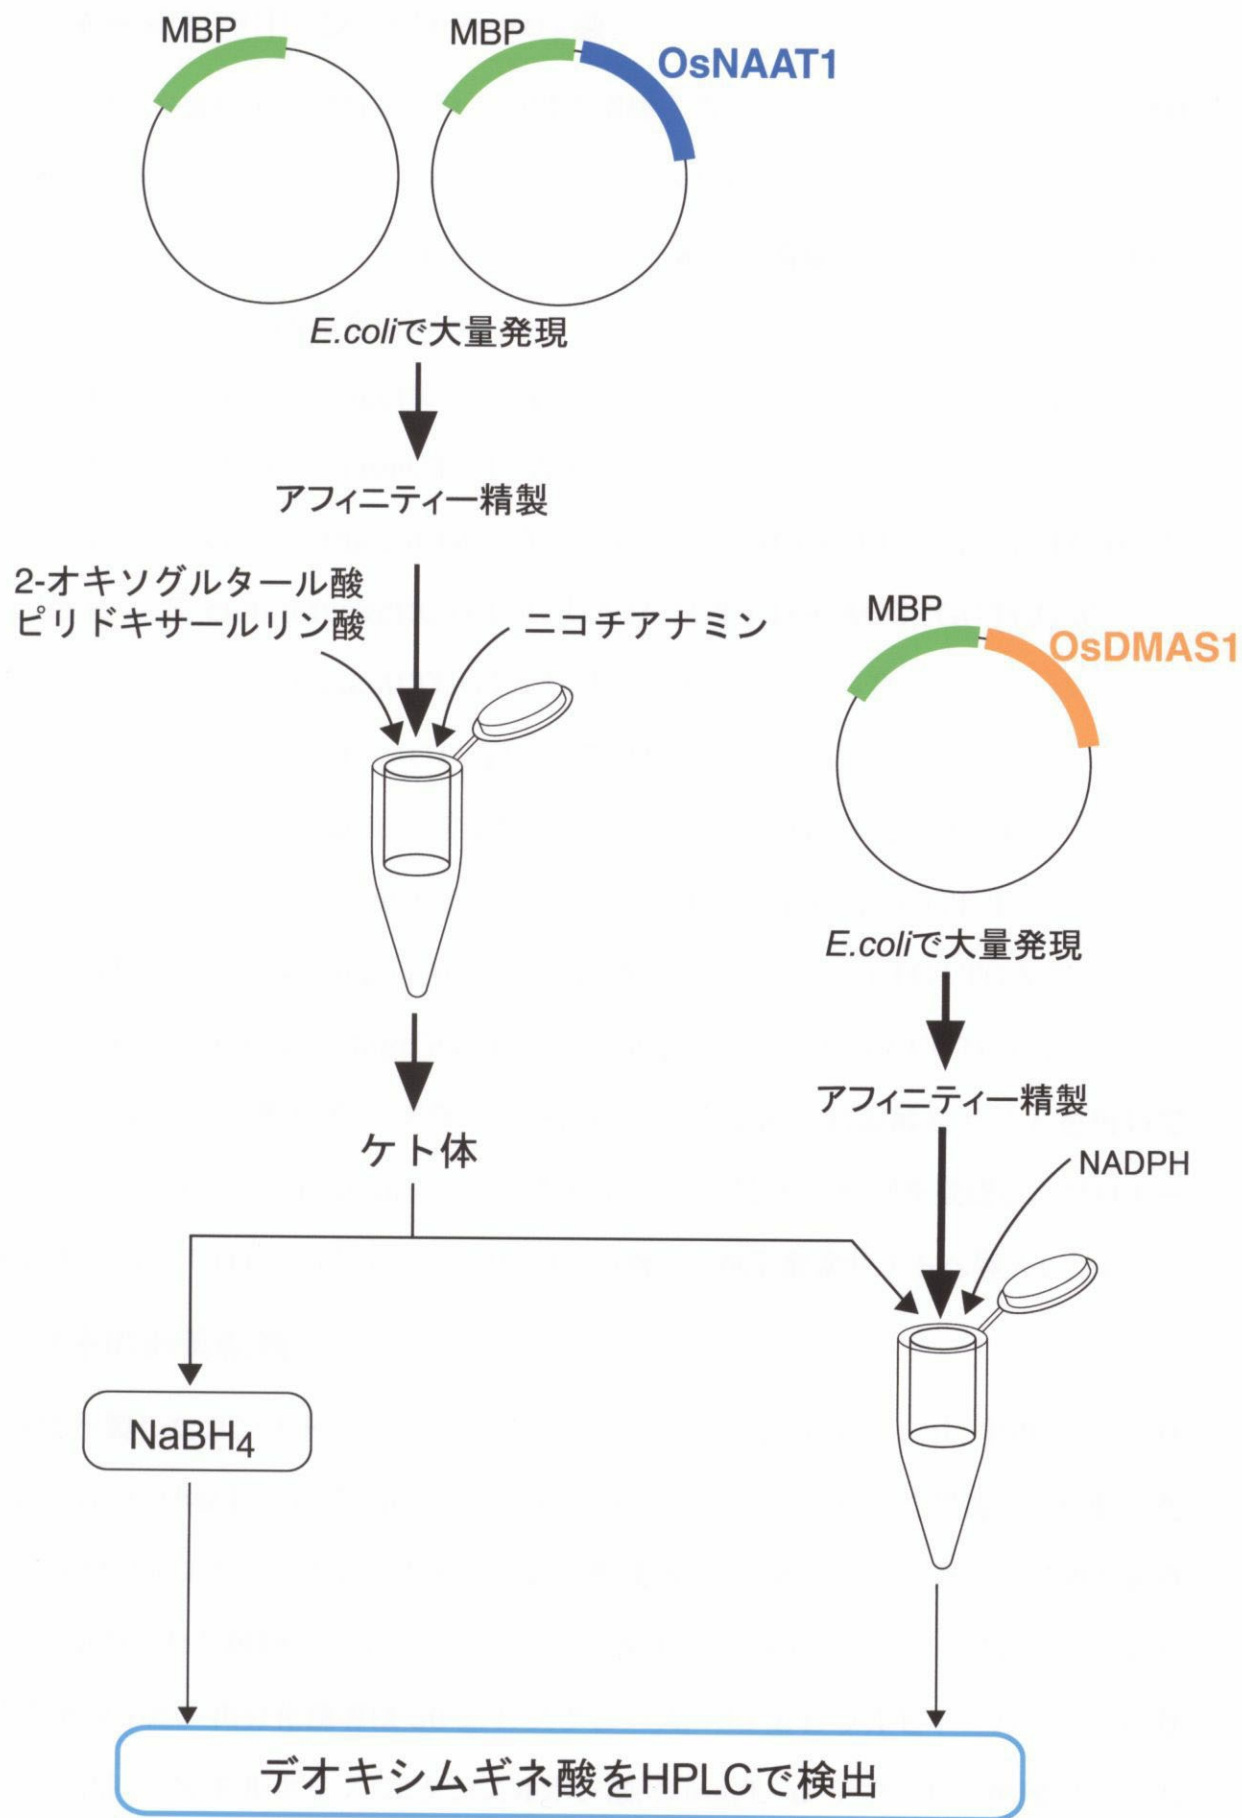 MBP
MBP
OsNAAT1
E.coliで大量発現
アフィニティー精製
2-オキソグルタール酸
ピリドキサールリン酸
ニコチアナミン
MBP
OsDMAS1
E.coliで大量発現
アフィニティー精製
ケト体
NADPH
NaBH4
デオキシムギネ酸をHPLCで検出